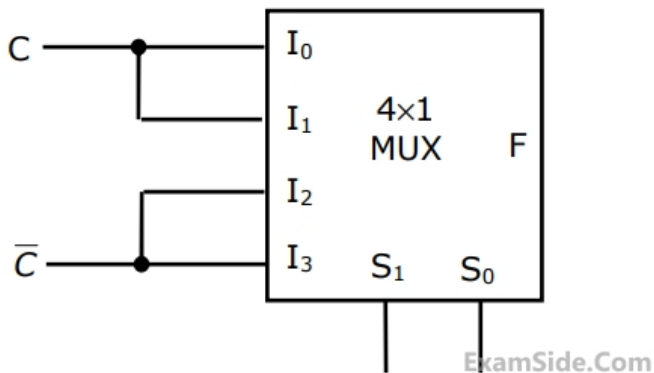 C
I₀
I₁
4×1
MUX
F
I₂
C̅
I₃
S₁ S₀
ExamSide.Com